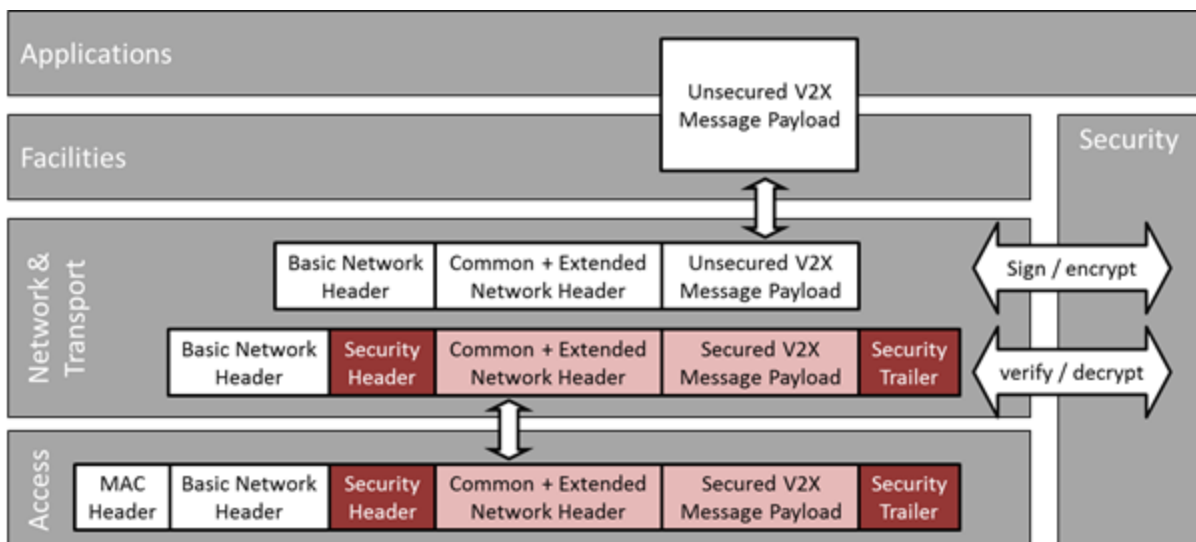 Applications
Unsecured V2X
Message Payload
Facilities
Security
Network &
Transport
Basic Network
Header
Common + Extended
Network Header
Unsecured V2X
Message Payload
Sign / encrypt
Basic Network
Header
Security
Header
Common + Extended
Network Header
Secured V2X
Message Payload
Security
Trailer
verify / decrypt
Access
MAC
Header
Basic Network
Header
Security
Header
Common + Extended
Network Header
Secured V2X
Message Payload
Security
Trailer